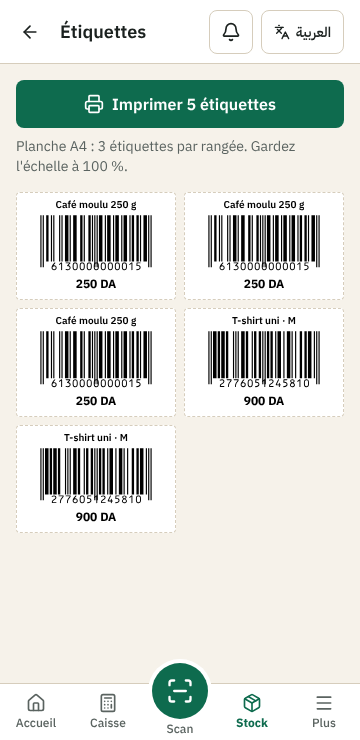 Étiquettes
العربية
Imprimer 5 étiquettes
Planche A4 : 3 étiquettes par rangée. Gardez
l'échelle à 100 %.
Café moulu 250 g
6130000000015
250 DA
Café moulu 250 g
6130000000015
250 DA
Café moulu 250 g
6130000000015
250 DA
T-shirt uni · M
2776051245810
900 DA
T-shirt uni · M
2776051245810
900 DA
Accueil
Caisse
Scan
Stock
Plus